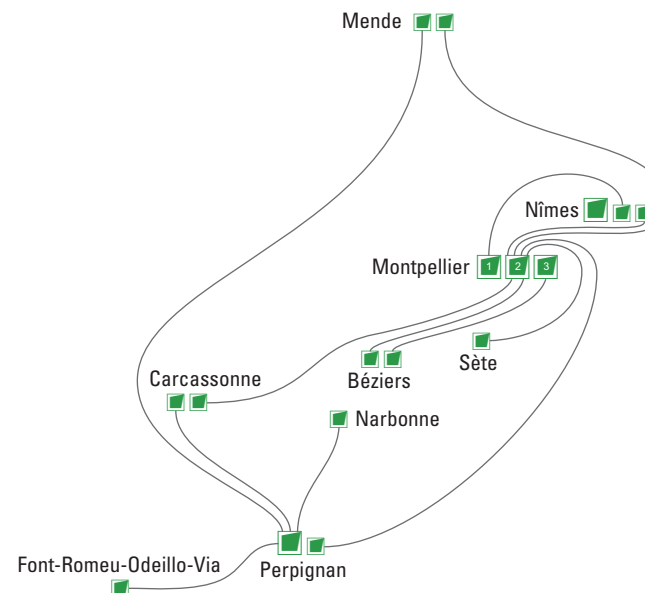 Mende
Nîmes
Montpellier 1 2 3
Sète
Béziers
Carcassonne
Narbonne
Font-Romeu-Odeillo-Via
Perpignan